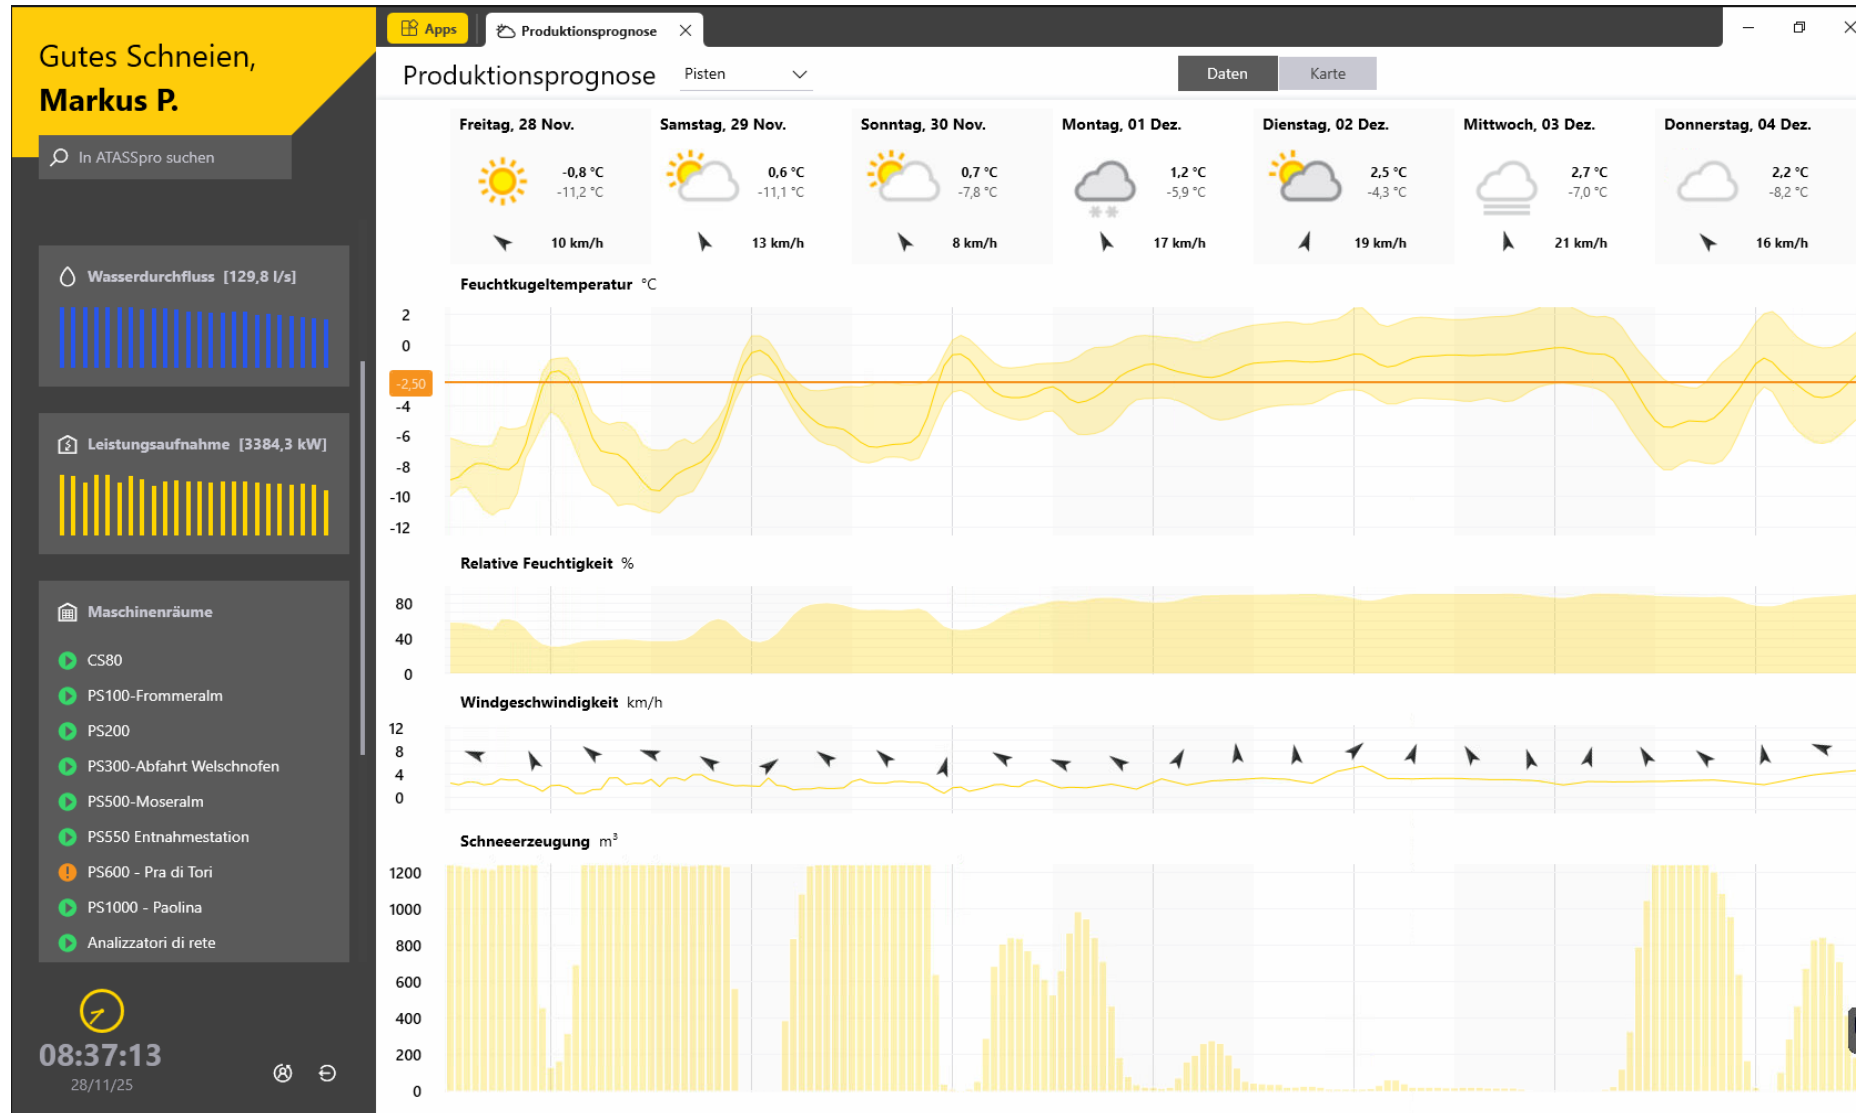 Gutes Schneien,
Markus P.
In ATASSpro suchen
Wasserdurchfluss [129,8 l/s]
Leistungsaufnahme [3384,3 kW]
Maschinenräume
CS80
PS100-Frommeralm
PS200
PS300-Abfahrt Welschnofen
PS500-Moseralm
PS550 Entnahmestation
PS600 - Pra di Tori
PS1000 - Paolina
Analizzatori di rete
08:37:13
28/11/25
Apps
Produktionsprognose
Produktionsprognose
Pisten
Daten
Karte
Freitag, 28 Nov.
-0,8 °C
-11,2 °C
10 km/h
Samstag, 29 Nov.
0,6 °C
-11,1 °C
13 km/h
Sonntag, 30 Nov.
0,7 °C
-7,8 °C
8 km/h
Montag, 01 Dez.
1,2 °C
-5,9 °C
17 km/h
Dienstag, 02 Dez.
2,5 °C
-4,3 °C
19 km/h
Mittwoch, 03 Dez.
2,7 °C
-7,0 °C
21 km/h
Donnerstag, 04 Dez.
2,2 °C
-8,2 °C
16 km/h
Feuchtkugeltemperatur °C
2
0
-2,50
-4
-6
-8
-10
-12
Relative Feuchtigkeit %
80
40
0
Windgeschwindigkeit km/h
12
8
4
0
Schneeerzeugung m³
1200
1000
800
600
400
200
0